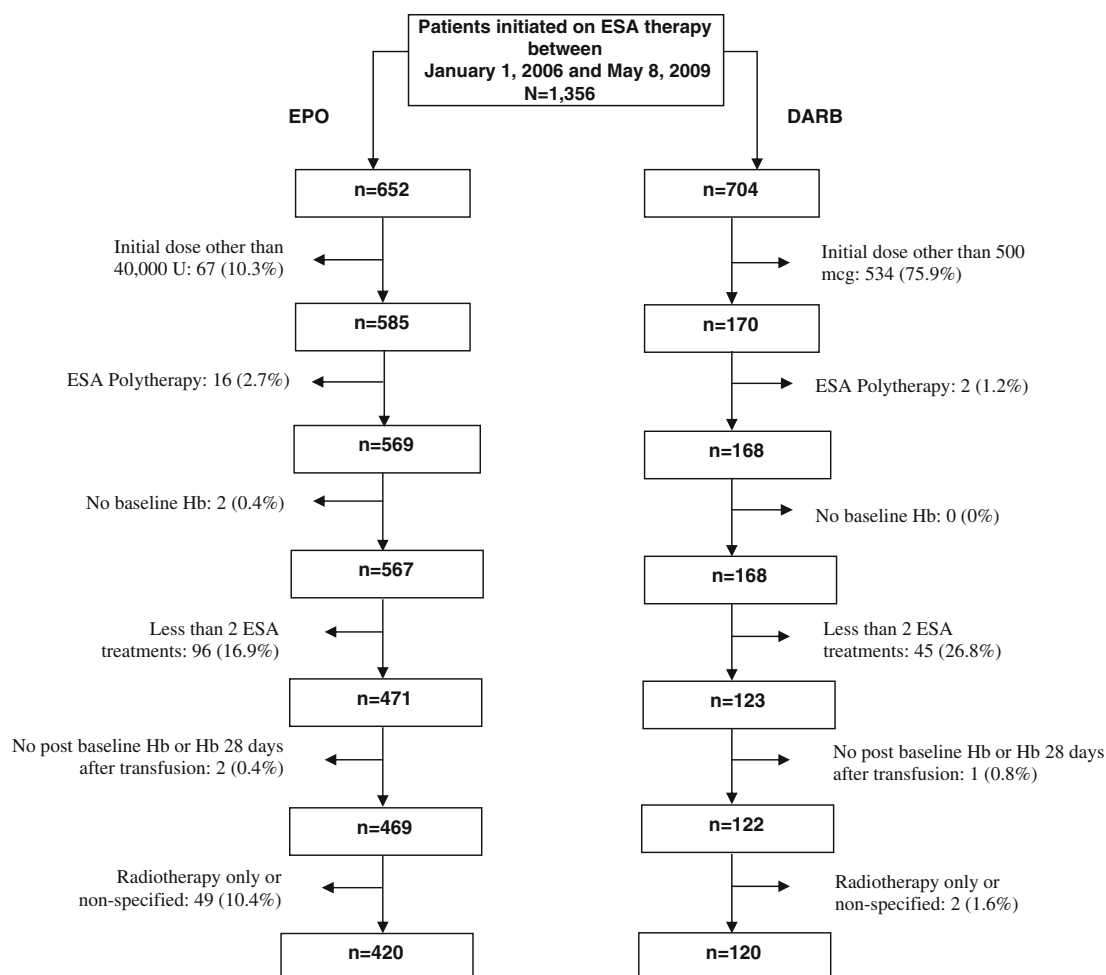 Patients initiated on ESA therapy
between
January 1, 2006 and May 8, 2009
N=1,356
EPO
DARB
n=652
n=704
Initial dose other than
40,000 U: 67 (10.3%)
Initial dose other than 500
mcg: 534 (75.9%)
n=585
n=170
ESA Polytherapy: 16 (2.7%)
ESA Polytherapy: 2 (1.2%)
n=569
n=168
No baseline Hb: 2 (0.4%)
No baseline Hb: 0 (0%)
n=567
n=168
Less than 2 ESA
treatments: 96 (16.9%)
Less than 2 ESA
treatments: 45 (26.8%)
n=471
n=123
No post baseline Hb or Hb 28 days
after transfusion: 2 (0.4%)
No post baseline Hb or Hb 28 days
after transfusion: 1 (0.8%)
n=469
n=122
Radiotherapy only or
non-specified: 49 (10.4%)
Radiotherapy only or
non-specified: 2 (1.6%)
n=420
n=120